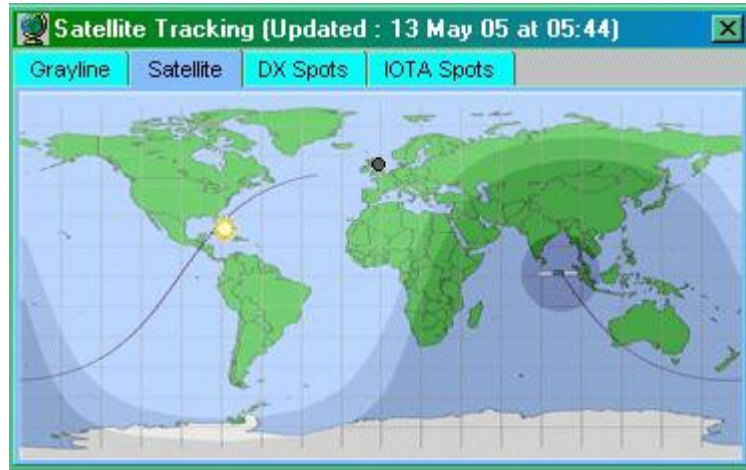 Satellite Tracking (Updated : 13 May 05 at 05:44)
Grayline Satellite DX Spots IOTA Spots